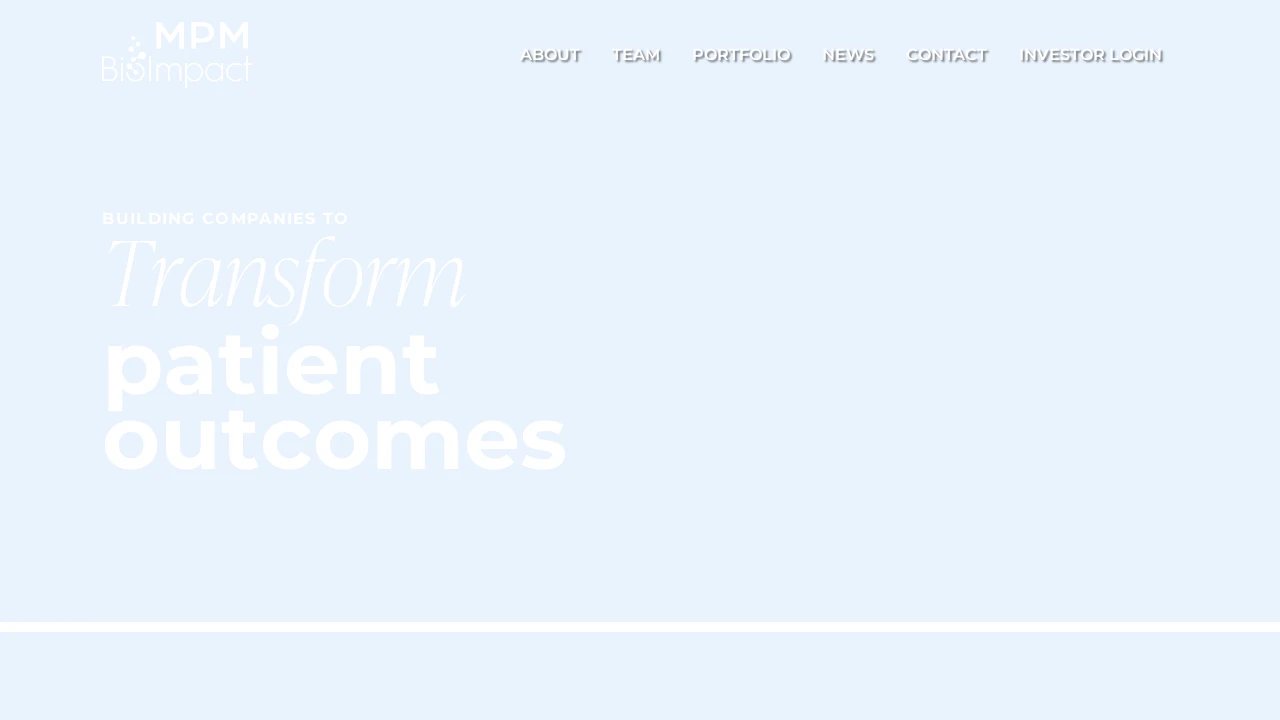 MPM
BioImpact
ABOUT TEAM PORTFOLIO NEWS CONTACT INVESTOR LOGIN
BUILDING COMPANIES TO
Transform
patient
outcomes